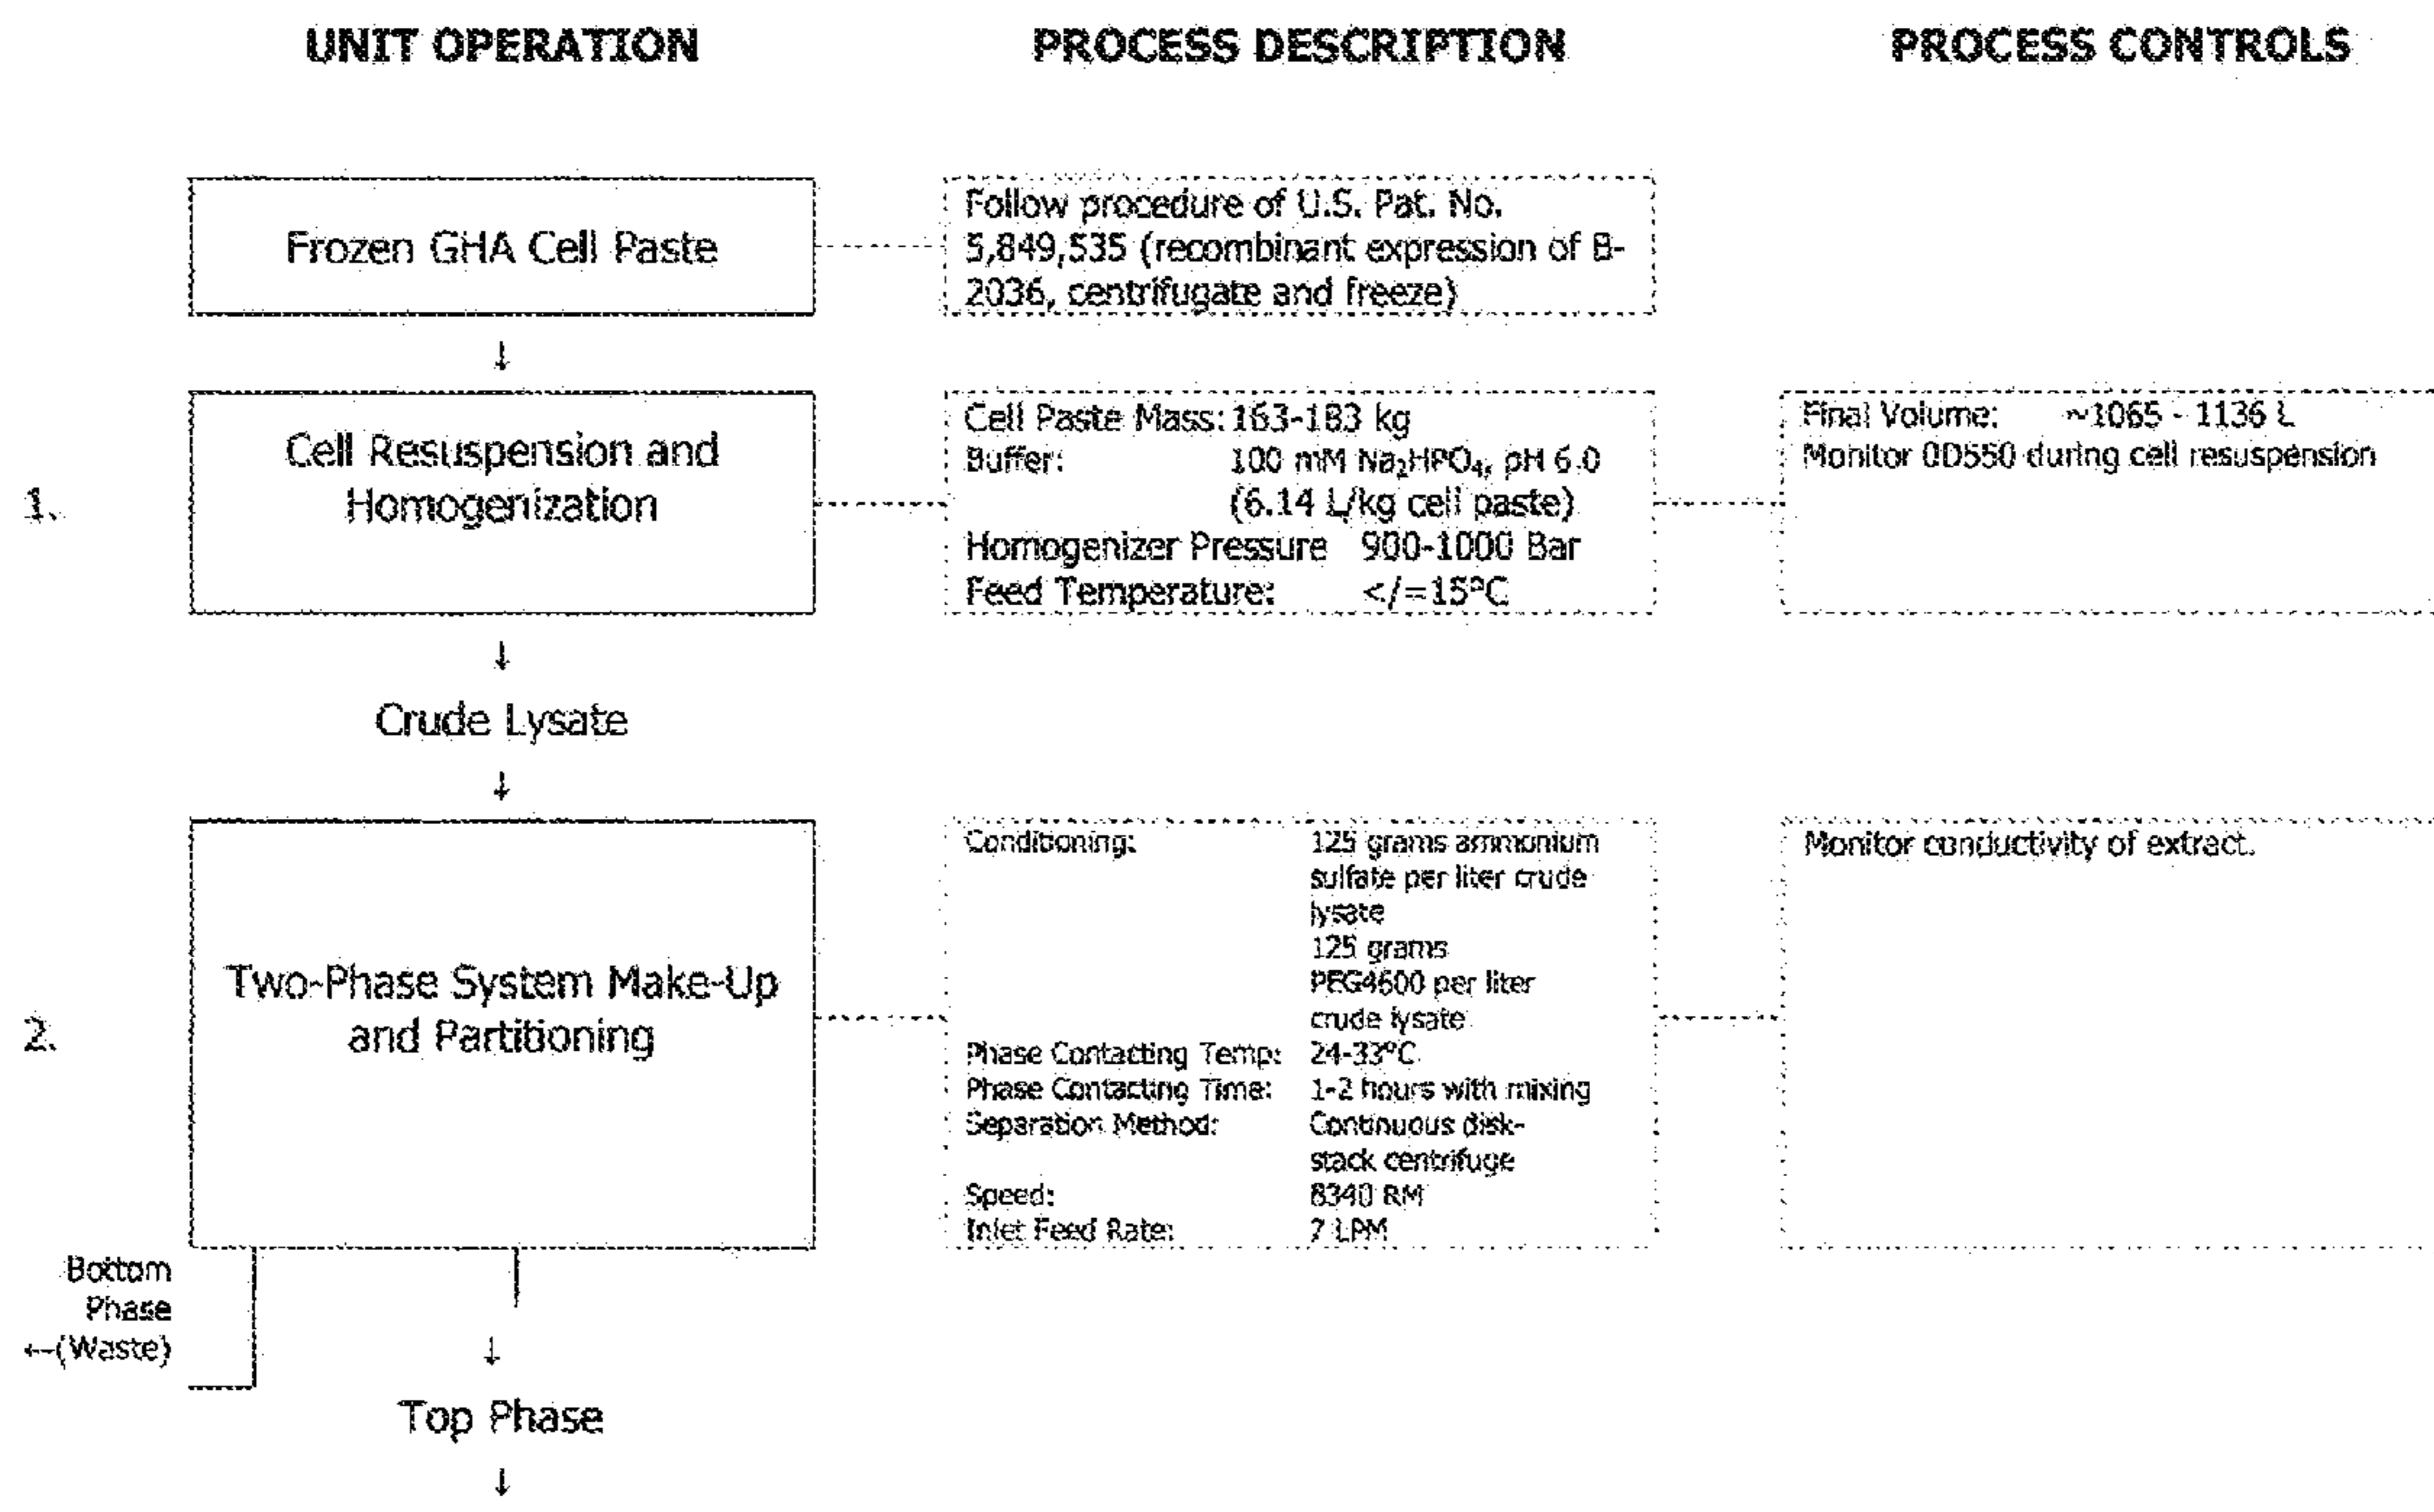 UNIT OPERATION
PROCESS DESCRIPTION
PROCESS CONTROLS
Frozen GHA Cell Paste
Follow procedure of U.S. Pat. No.
5,849,535 (recombinant expression of B-
2036, centrifugate and freeze)
↓
1.
Cell Resuspension and
Homogenization
Cell Paste Mass: 163-183 kg
Buffer: 100 mM Na₂HPO₄, pH 6.0
(6.14 L/kg cell paste)
Homogenizer Pressure 900-1000 Bar
Feed Temperature: </=15°C
Final Volume: ~1065 - 1136 L
Monitor OD550 during cell resuspension
↓
Crude Lysate
↓
2.
Two-Phase System Make-Up
and Partitioning
Conditioning: 125 grams ammonium
sulfate per liter crude
lysate
125 grams
PEG4600 per liter
crude lysate
Phase Contacting Temp: 24-33°C
Phase Contacting Time: 1-2 hours with mixing
Separation Method: Continuous disk-
stack centrifuge
Speed: 8340 RM
Inlet Feed Rate: 7 LPM
Monitor conductivity of extract.
Bottom
Phase
←(Waste)
↓
Top Phase
↓